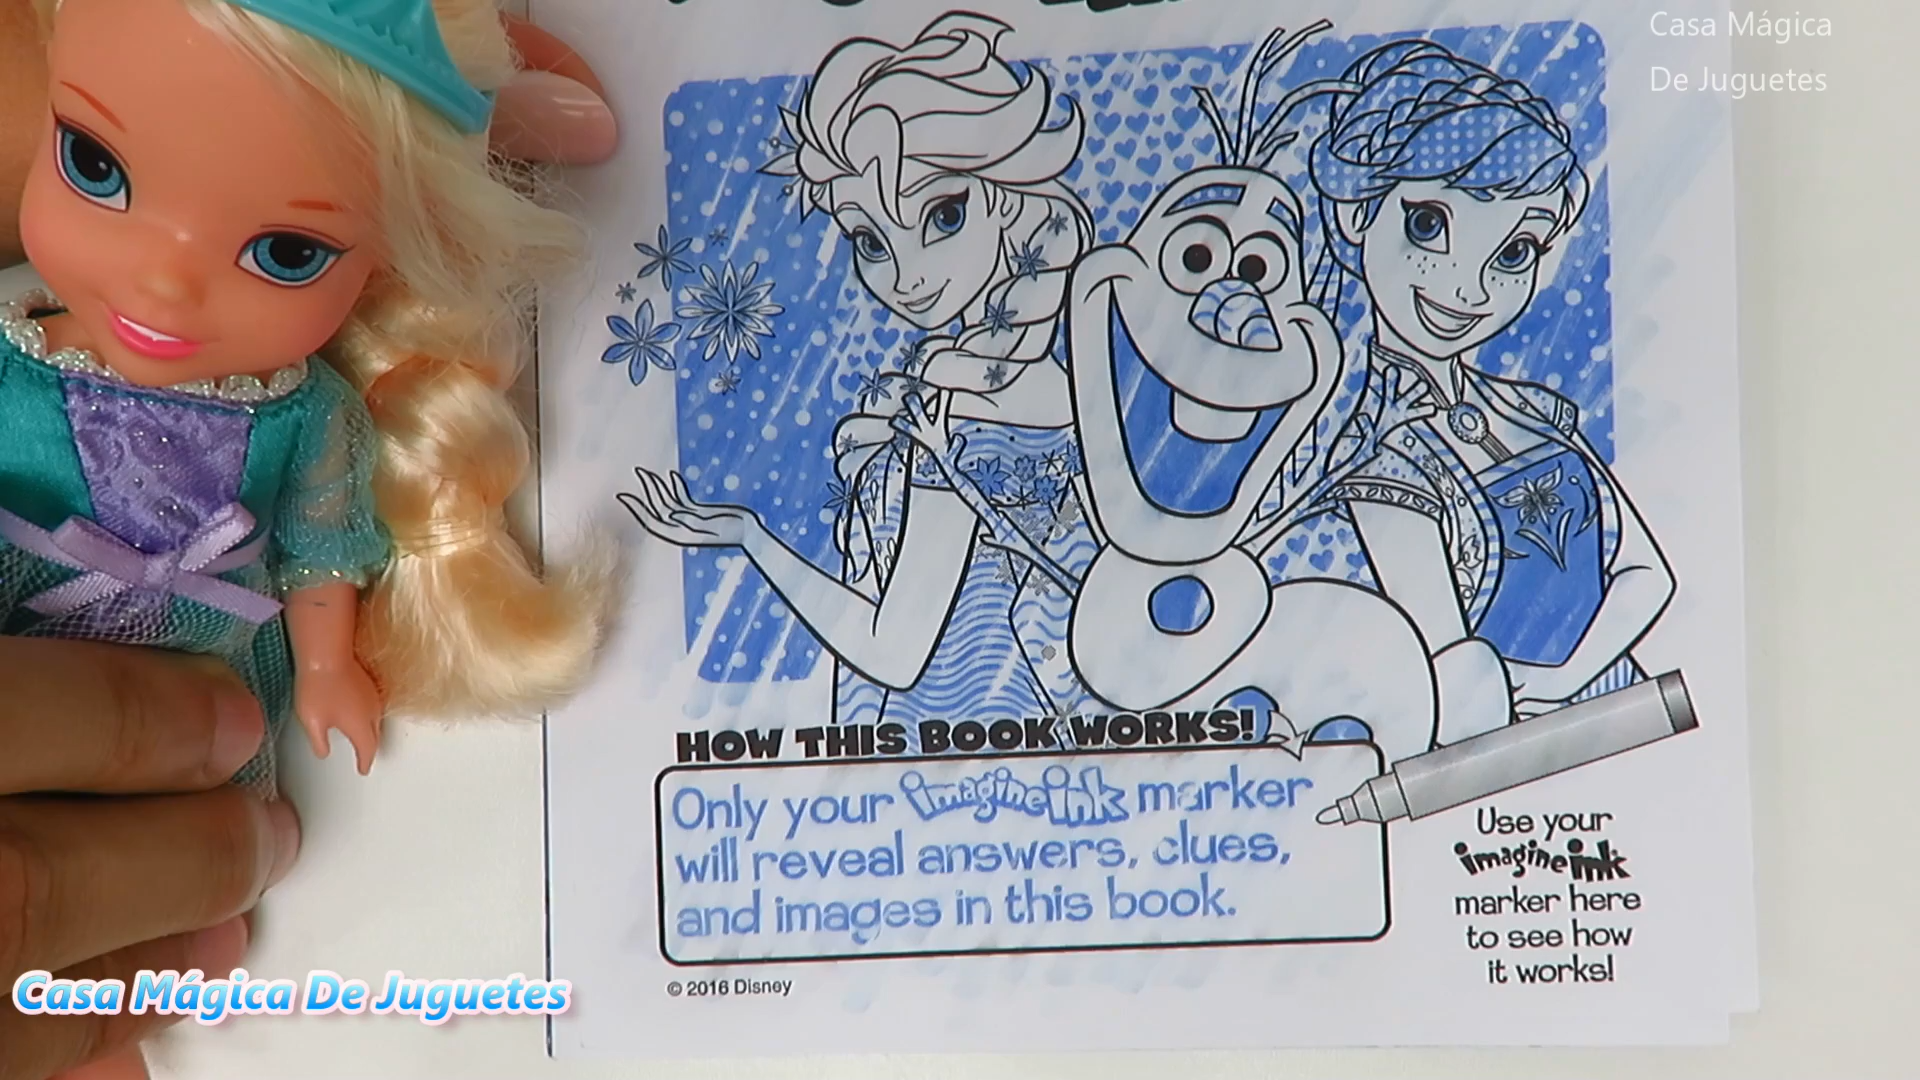 Casa Mágica
De Juguetes
HOW THIS BOOK WORKS!
Only your imagine ink marker
will reveal answers, clues,
and images in this book.
Use your
imagine ink
marker here
to see how
it works!
© 2016 Disney
Casa Mágica De Juguetes